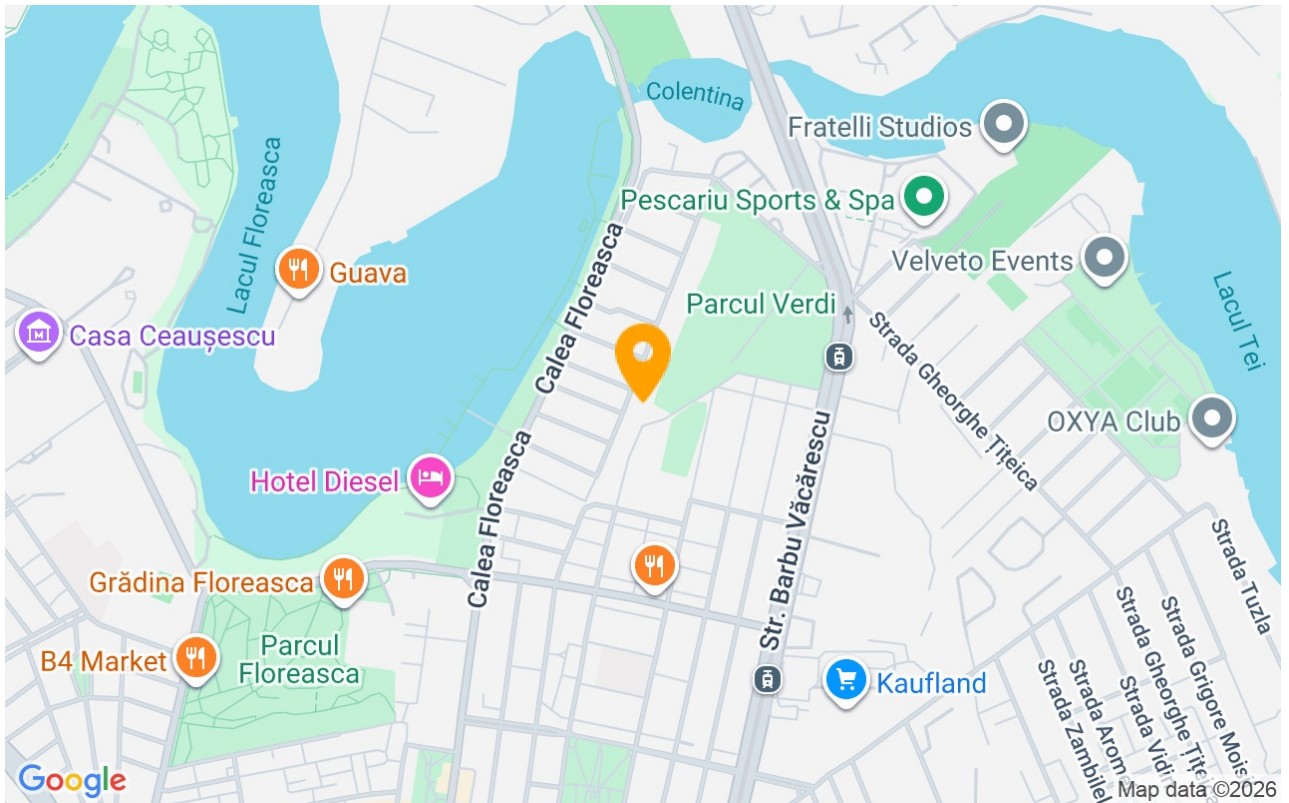 Colentina
Fratelli Studios
Pescariu Sports & Spa
Lacul Floreasca
Guava
Calea Floreasca
Velveto Events
Parcul Verdi
Lacul Tei
Casa Ceaușescu
Strada Gheorghe Țițeica
OXYA Club
Hotel Diesel
Str. Barbu Văcărescu
Calea Floreasca
Grădina Floreasca
Strada Tuzla
B4 Market
Parcul
Floreasca
Kaufland
Strada Zambilel
Strada Arom
Strada Vidi
Strada Gheorghe Țițe
Strada Grigore Mois
Google
Map data ©2026